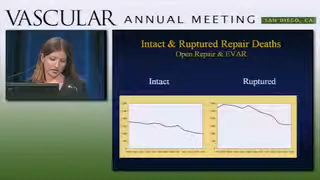 VASCULAR ANNUAL MEETING SAN DIEGO, CA
Intact & Ruptured Repair Deaths
Open Repair & EVAR
Intact Ruptured